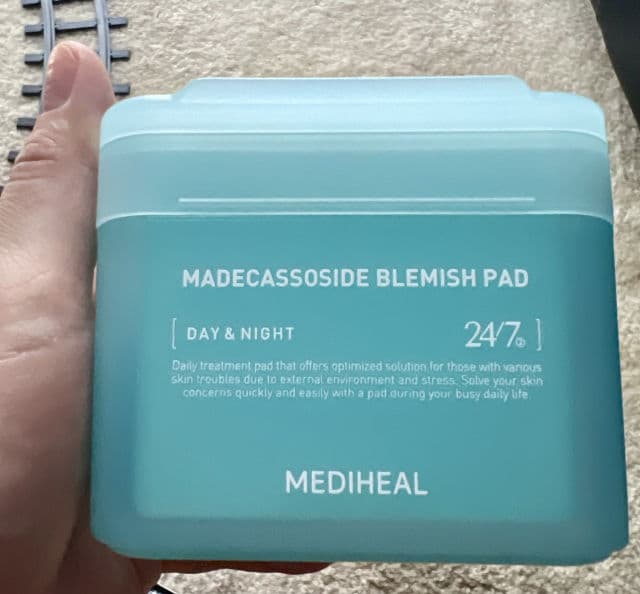 MADECASSOSIDE BLEMISH PAD
[ DAY & NIGHT 24/7 ]
Daily treatment pad that offers optimized solution for those with various
skin troubles due to external environment and stress. Solve your skin
concerns quickly and easily with a pad during your busy daily life
MEDIHEAL